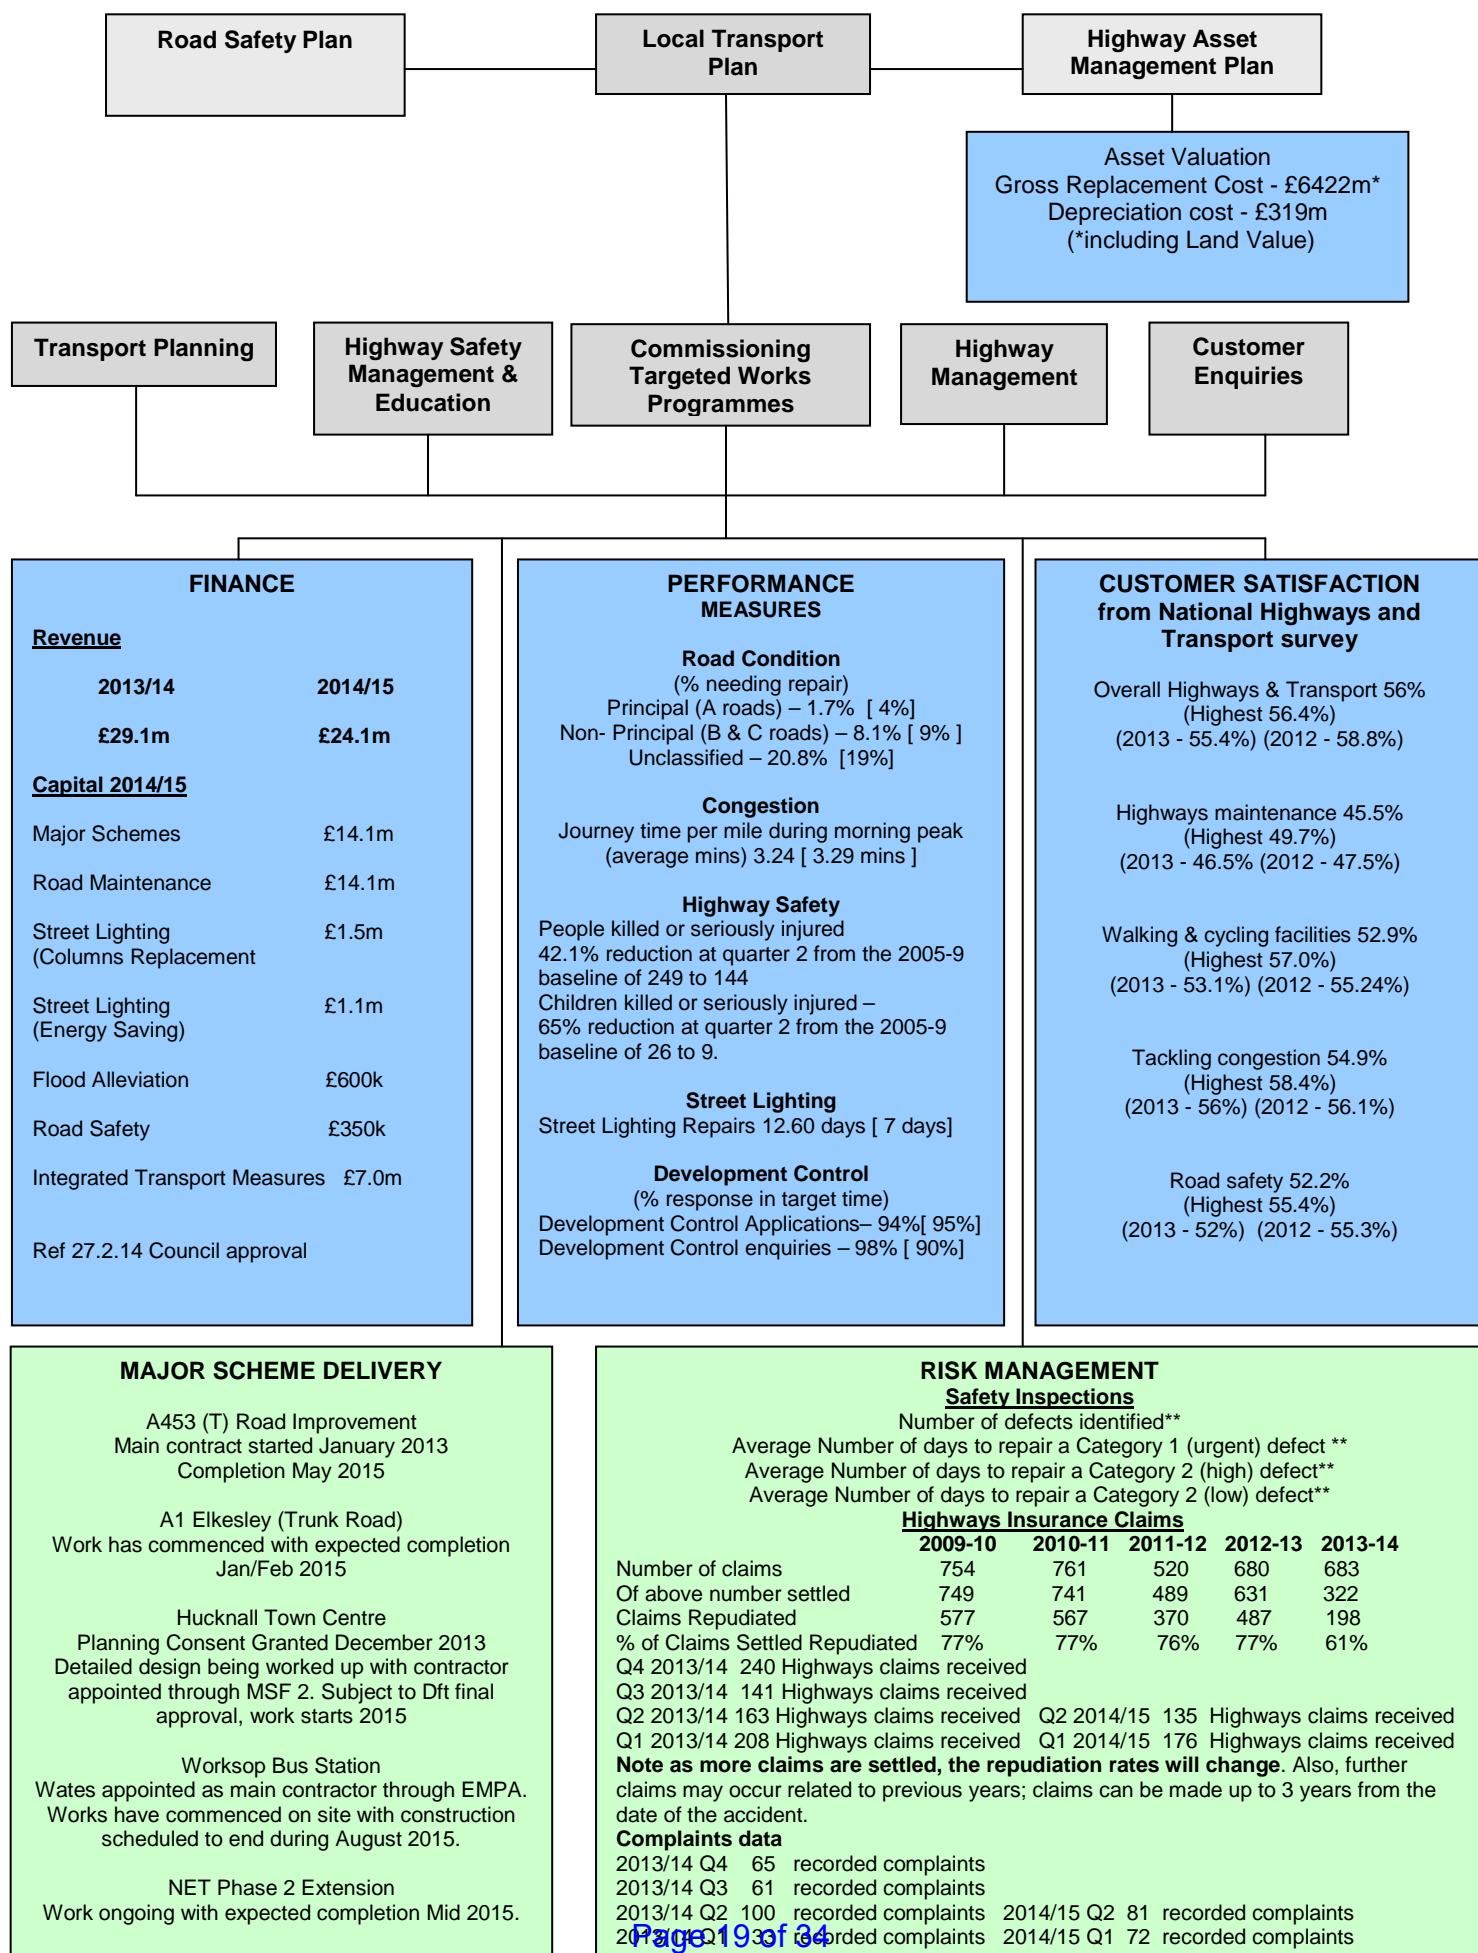 Road Safety Plan
Local Transport
Plan
Highway Asset
Management Plan
Asset Valuation
Gross Replacement Cost - £6422m*
Depreciation cost - £319m
(*including Land Value)
Transport Planning
Highway Safety
Management &
Education
Commissioning
Targeted Works
Programmes
Highway
Management
Customer
Enquiries
FINANCE
Revenue
2013/14 2014/15
£29.1m £24.1m
Capital 2014/15
Major Schemes £14.1m
Road Maintenance £14.1m
Street Lighting £1.5m
(Columns Replacement
Street Lighting £1.1m
(Energy Saving)
Flood Alleviation £600k
Road Safety £350k
Integrated Transport Measures £7.0m
Ref 27.2.14 Council approval
PERFORMANCE
MEASURES
Road Condition
(% needing repair)
Principal (A roads) – 1.7% [ 4%]
Non- Principal (B & C roads) – 8.1% [ 9% ]
Unclassified – 20.8% [19%]
Congestion
Journey time per mile during morning peak
(average mins) 3.24 [ 3.29 mins ]
Highway Safety
People killed or seriously injured
42.1% reduction at quarter 2 from the 2005-9
baseline of 249 to 144
Children killed or seriously injured –
65% reduction at quarter 2 from the 2005-9
baseline of 26 to 9.
Street Lighting
Street Lighting Repairs 12.60 days [ 7 days]
Development Control
(% response in target time)
Development Control Applications– 94%[ 95%]
Development Control enquiries – 98% [ 90%]
CUSTOMER SATISFACTION
from National Highways and
Transport survey
Overall Highways & Transport 56%
(Highest 56.4%)
(2013 - 55.4%) (2012 - 58.8%)
Highways maintenance 45.5%
(Highest 49.7%)
(2013 - 46.5% (2012 - 47.5%)
Walking & cycling facilities 52.9%
(Highest 57.0%)
(2013 - 53.1%) (2012 - 55.24%)
Tackling congestion 54.9%
(Highest 58.4%)
(2013 - 56%) (2012 - 56.1%)
Road safety 52.2%
(Highest 55.4%)
(2013 - 52%) (2012 - 55.3%)
MAJOR SCHEME DELIVERY
A453 (T) Road Improvement
Main contract started January 2013
Completion May 2015
A1 Elkesley (Trunk Road)
Work has commenced with expected completion
Jan/Feb 2015
Hucknall Town Centre
Planning Consent Granted December 2013
Detailed design being worked up with contractor
appointed through MSF 2. Subject to Dft final
approval, work starts 2015
Worksop Bus Station
Wates appointed as main contractor through EMPA.
Works have commenced on site with construction
scheduled to end during August 2015.
NET Phase 2 Extension
Work ongoing with expected completion Mid 2015.
RISK MANAGEMENT
Safety Inspections
Number of defects identified**
Average Number of days to repair a Category 1 (urgent) defect **
Average Number of days to repair a Category 2 (high) defect**
Average Number of days to repair a Category 2 (low) defect**
Highways Insurance Claims
2009-10 2010-11 2011-12 2012-13 2013-14
Number of claims 754 761 520 680 683
Of above number settled 749 741 489 631 322
Claims Repudiated 577 567 370 487 198
% of Claims Settled Repudiated 77% 77% 76% 77% 61%
Q4 2013/14 240 Highways claims received
Q3 2013/14 141 Highways claims received
Q2 2013/14 163 Highways claims received Q2 2014/15 135 Highways claims received
Q1 2013/14 208 Highways claims received Q1 2014/15 176 Highways claims received
Note as more claims are settled, the repudiation rates will change. Also, further
claims may occur related to previous years; claims can be made up to 3 years from the
date of the accident.
Complaints data
2013/14 Q4 65 recorded complaints
2013/14 Q3 61 recorded complaints
2013/14 Q2 100 recorded complaints 2014/15 Q2 81 recorded complaints
2013/14 Q1 33 recorded complaints 2014/15 Q1 72 recorded complaints
Page 19 of 34